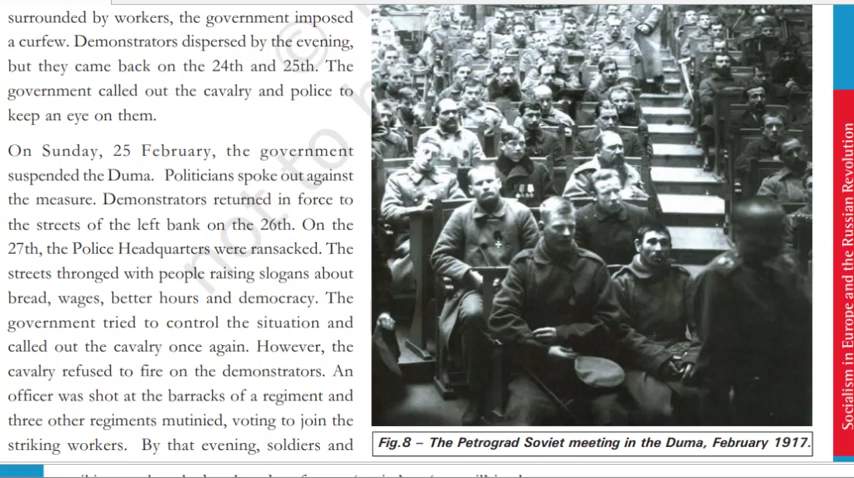 surrounded by workers, the government imposed
a curfew. Demonstrators dispersed by the evening,
but they came back on the 24th and 25th. The
government called out the cavalry and police to
keep an eye on them.
On Sunday, 25 February, the government
suspended the Duma. Politicians spoke out against
the measure. Demonstrators returned in force to
the streets of the left bank on the 26th. On the
27th, the Police Headquarters were ransacked. The
streets thronged with people raising slogans about
bread, wages, better hours and democracy. The
government tried to control the situation and
called out the cavalry once again. However, the
cavalry refused to fire on the demonstrators. An
officer was shot at the barracks of a regiment and
three other regiments mutinied, voting to join the
striking workers. By that evening, soldiers and
Fig.8 – The Petrograd Soviet meeting in the Duma, February 1917.
Socialism in Europe and the Russian Revolution
©
not to